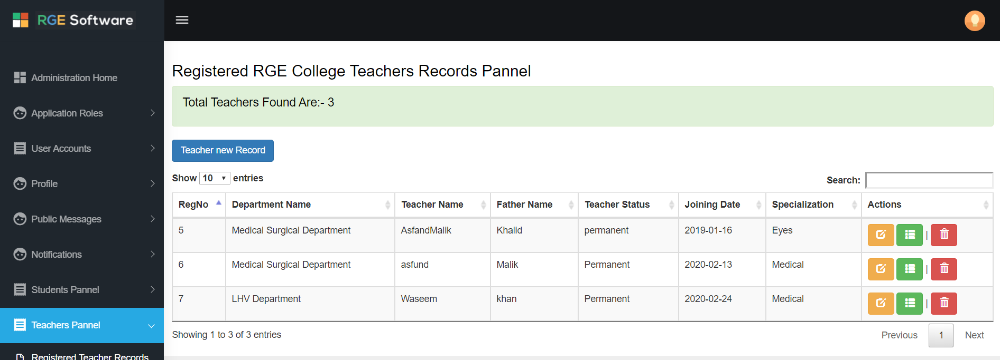 RGE Software
Administration Home
Application Roles
User Accounts
Profile
Public Messages
Notifications
Students Pannel
Teachers Pannel
Registered Teacher Records
Registered RGE College Teachers Records Pannel
Total Teachers Found Are:- 3
Teacher new Record
Show 10 entries
Search:
RegNo Department Name Teacher Name Father Name Teacher Status Joining Date Specialization Actions
5 Medical Surgical Department AsfandMalik Khalid permanent 2019-01-16 Eyes |
6 Medical Surgical Department asfund Malik Permanent 2020-02-13 Medical |
7 LHV Department Waseem khan Permanent 2020-02-24 Medical |
Showing 1 to 3 of 3 entries
Previous 1 Next